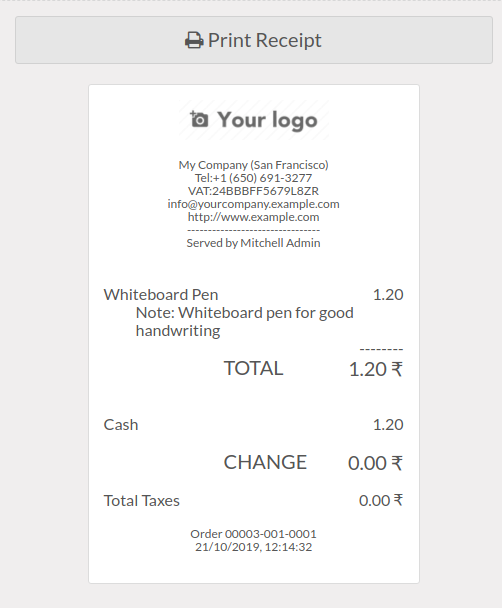 Print Receipt
Your logo
My Company (San Francisco)
Tel:+1 (650) 691-3277
VAT:24BBBFF5679L8ZR
info@yourcompany.example.com
http://www.example.com
--------------------------------
Served by Mitchell Admin
Whiteboard Pen 1.20
Note: Whiteboard pen for good
handwriting
--------
TOTAL 1.20 ₹
Cash 1.20
CHANGE 0.00 ₹
Total Taxes 0.00 ₹
Order 00003-001-0001
21/10/2019, 12:14:32